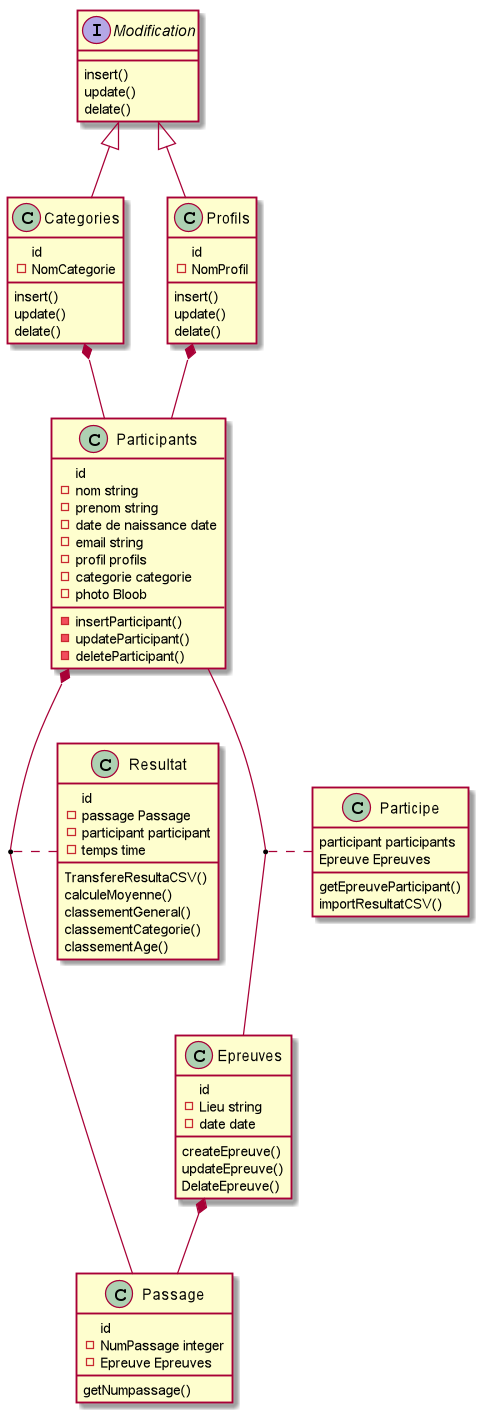 I Modification
insert()
update()
delate()
C Categories
id
NomCategorie
insert()
update()
delate()
C Profils
id
NomProfil
insert()
update()
delate()
C Participants
id
nom string
prenom string
date de naissance date
email string
profil profils
categorie categorie
photo Bloob
insertParticipant()
updateParticipant()
deleteParticipant()
C Resultat
id
passage Passage
participant participant
temps time
TransfereResultaCSV()
calculeMoyenne()
classementGeneral()
classementCategorie()
classementAge()
C Participe
participant participants
Epreuve Epreuves
getEpreuveParticipant()
importResultatCSV()
C Epreuves
id
Lieu string
date date
createEpreuve()
updateEpreuve()
DelateEpreuve()
C Passage
id
NumPassage integer
Epreuve Epreuves
getNumpassage()